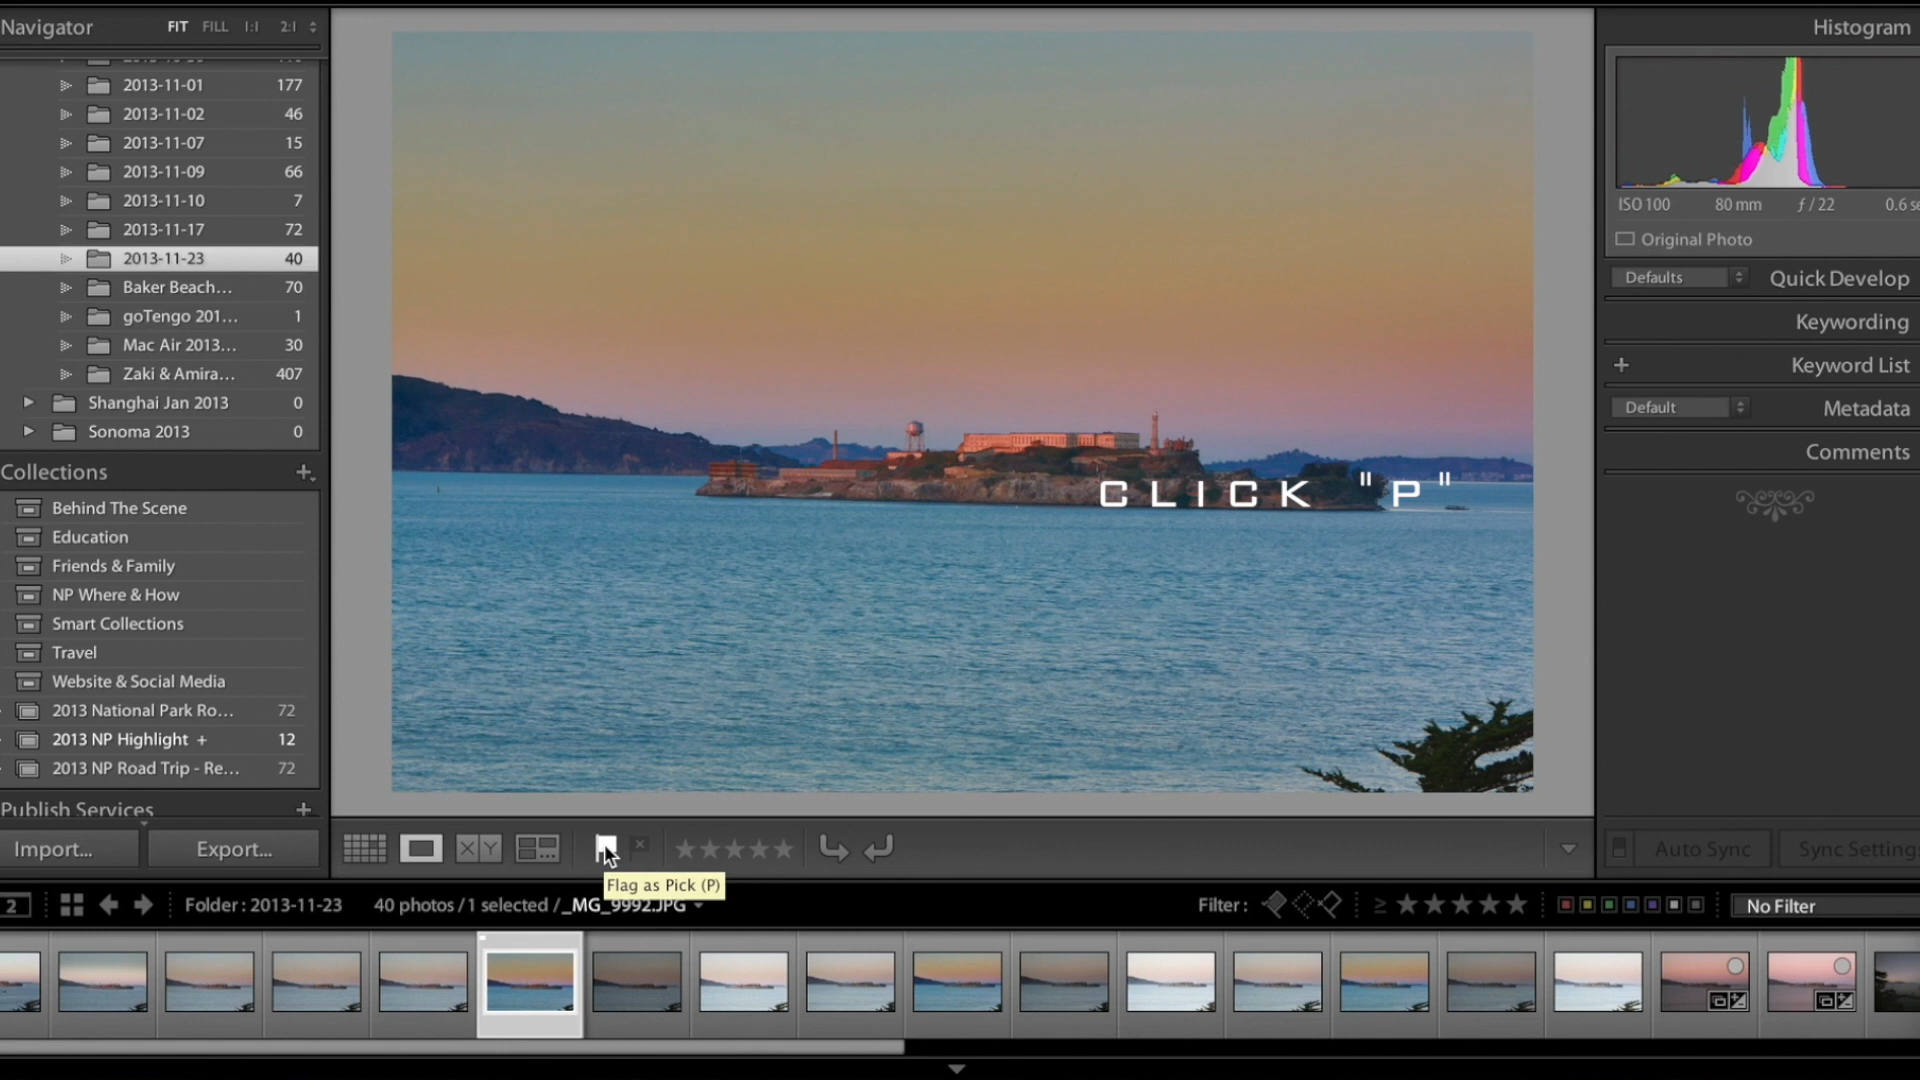 Navigator FIT FILL 1:1 2:1
2013-11-01 177
2013-11-02 46
2013-11-07 15
2013-11-09 66
2013-11-10 7
2013-11-17 72
2013-11-23 40
Baker Beach... 70
goTengo 201... 1
Mac Air 2013... 30
Zaki & Amira... 407
Shanghai Jan 2013 0
Sonoma 2013 0
Collections
Behind The Scene
Education
Friends & Family
NP Where & How
Smart Collections
Travel
Website & Social Media
2013 National Park Ro... 72
2013 NP Highlight + 12
2013 NP Road Trip - Re... 72
Publish Services
Import... Export...
CLICK "P"
Histogram
ISO 100 80 mm f / 22 0.6 se
Original Photo
Defaults Quick Develop
Keywording
Keyword List
Default Metadata
Comments
X Y
Auto Sync Sync Setting
Flag as Pick (P)
2 Folder : 2013-11-23 40 photos / 1 selected / _MG_9992.JPG Filter : ≥ No Filter